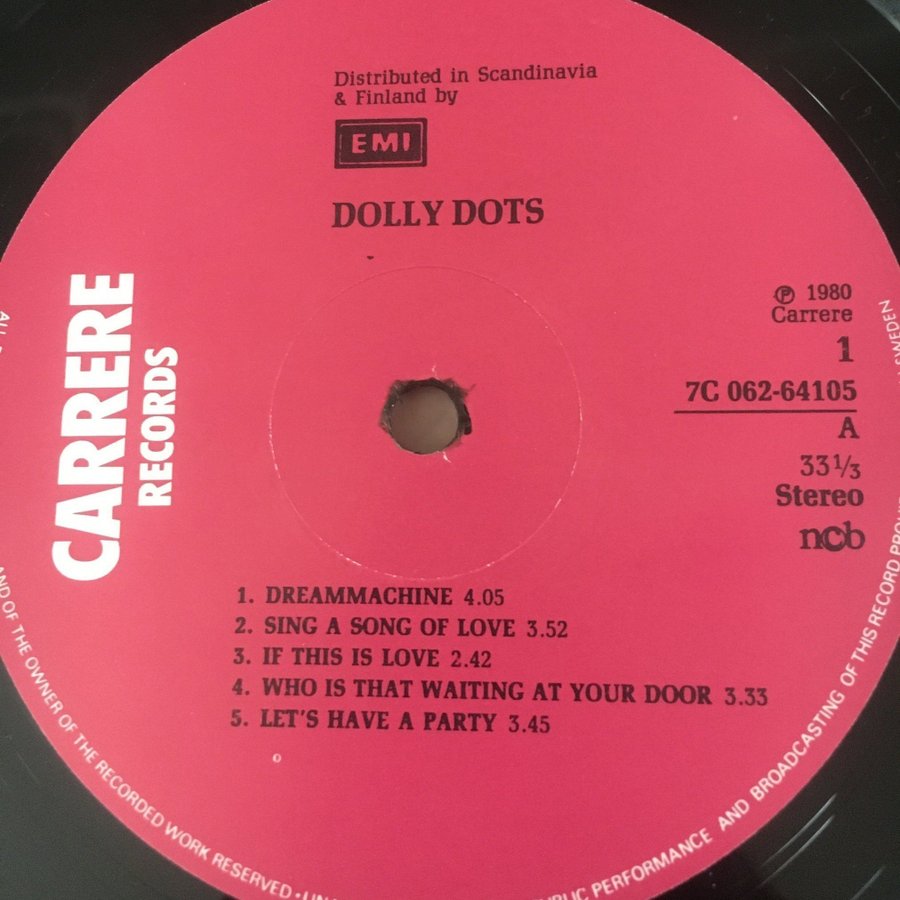 Distributed in Scandinavia
& Finland by
EMI
DOLLY DOTS
CARRERE
RECORDS
℗ 1980
Carrere
1
7C 062-64105
A
33 1/3
Stereo
ncb
1. DREAMMACHINE 4.05
2. SING A SONG OF LOVE 3.52
3. IF THIS IS LOVE 2.42
4. WHO IS THAT WAITING AT YOUR DOOR 3.33
5. LET'S HAVE A PARTY 3.45
AND OF THE OWNER OF THE RECORDED WORK RESERVED •
PERFORMANCE AND BROADCASTING OF THIS RECORD
SWEDEN